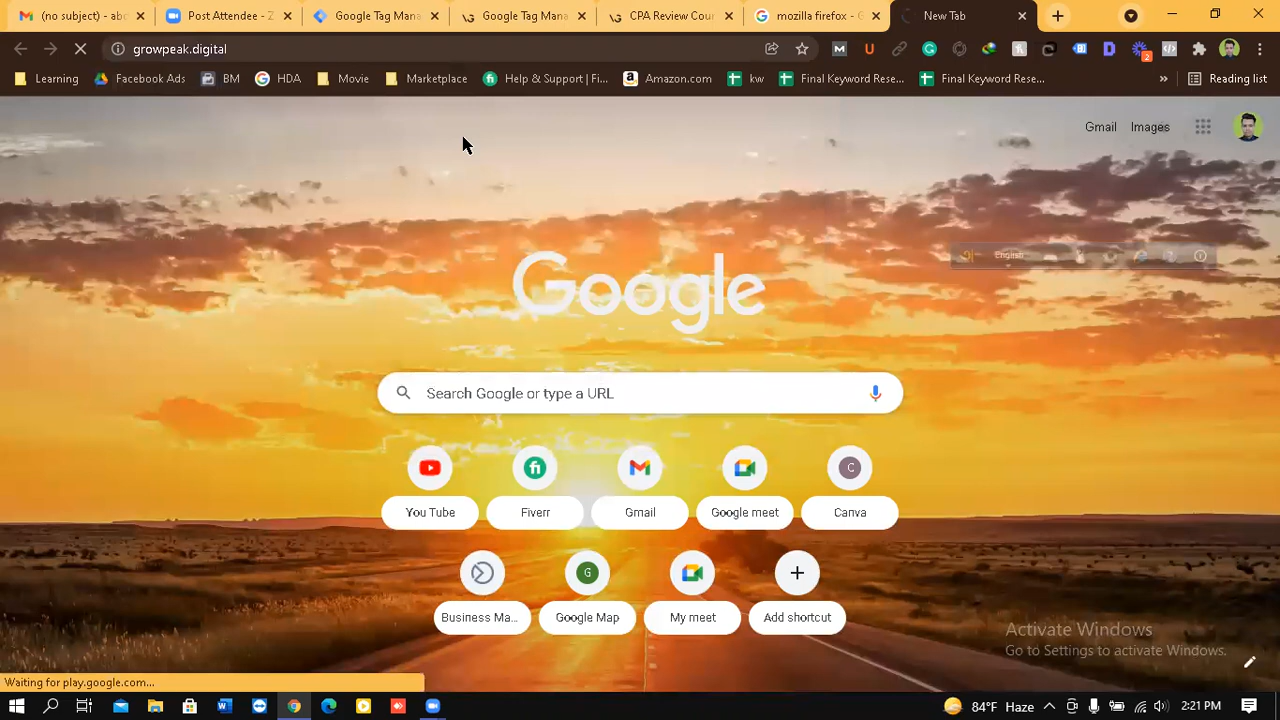 (no subject) - abd
Post Attendee - Z
Google Tag Mana
Google Tag Man
CPA Review Cour
mozilla firefox - G
New Tab
growpeak.digital
Learning
Facebook Ads
BM
HDA
Movie
Marketplace
Help & Support | Fi...
Amazon.com
kw
Final Keyword Rese...
Final Keyword Rese...
»
Reading list
Gmail
Images
English
Google
Search Google or type a URL
You Tube
Fiverr
Gmail
Google meet
Canva
Business Ma...
Google Map
My meet
Add shortcut
Activate Windows
Go to Settings to activate Windows.
Waiting for play.google.com...
84°F Haze
2:21 PM